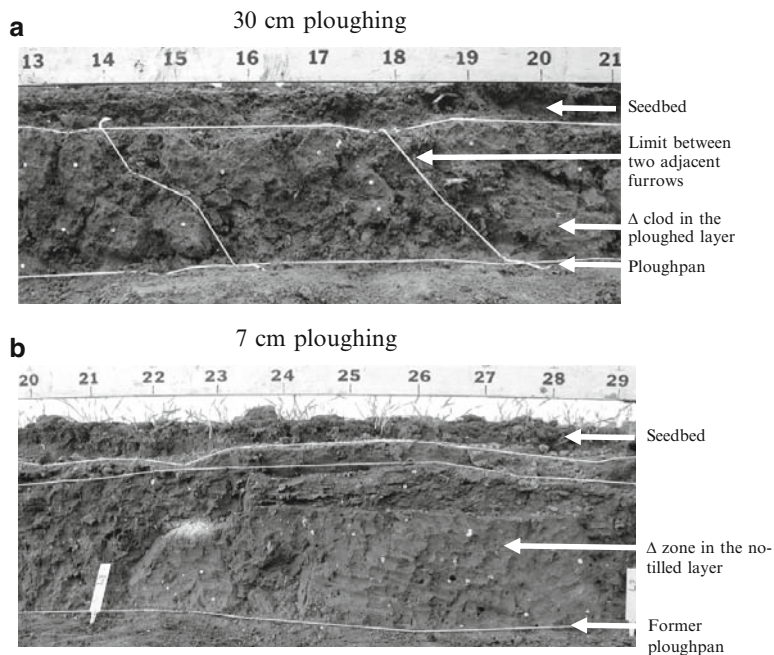 a
30 cm ploughing
13 14 15 16 17 18 19 20 21
Seedbed
Limit between
two adjacent
furrows
Δ clod in the
ploughed layer
Ploughpan
b
7 cm ploughing
20 21 22 23 24 25 26 27 28 29
Seedbed
Δ zone in the no-
tilled layer
Former
ploughpan